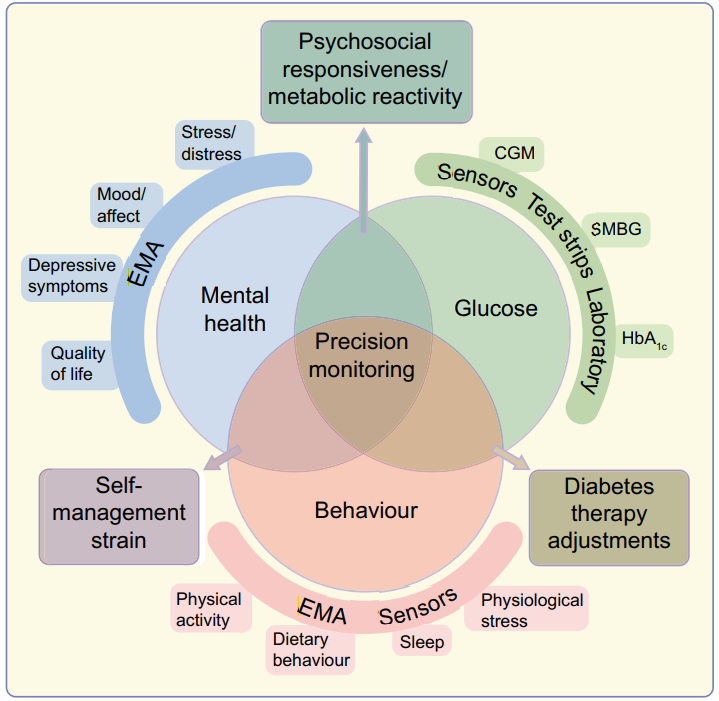 Psychosocial
responsiveness/
metabolic reactivity
Stress/
distress
Mood/
affect
Depressive
symptoms
Quality
of life
EMA
CGM
$MBG
HbA1c
Sensors Test strips Laboratory
Mental
health
Glucose
Precision
monitoring
Behaviour
Self-
management
strain
Diabetes
therapy
adjustments
EMA Sensors
Physical
activity
Dietary
behaviour
Sleep
Physiological
stress